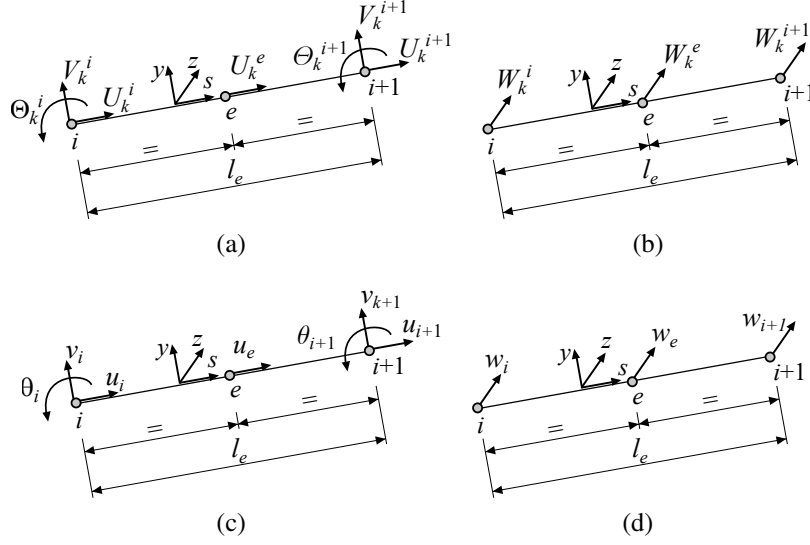 V_k^i Θ_k^i U_k^i y z s U_k^e e Θ_k^{i+1} V_k^{i+1} U_k^{i+1} i+1 i
= =
l_e
(a)
W_k^i y z s W_k^e e W_k^{i+1} i+1 i
= =
l_e
(b)
v_i θ_i u_i y z s u_e e θ_{i+1} v_{k+1} u_{i+1} i+1 i
= =
l_e
(c)
w_i y z s w_e e w_{i+1} i+1 i
= =
l_e
(d)